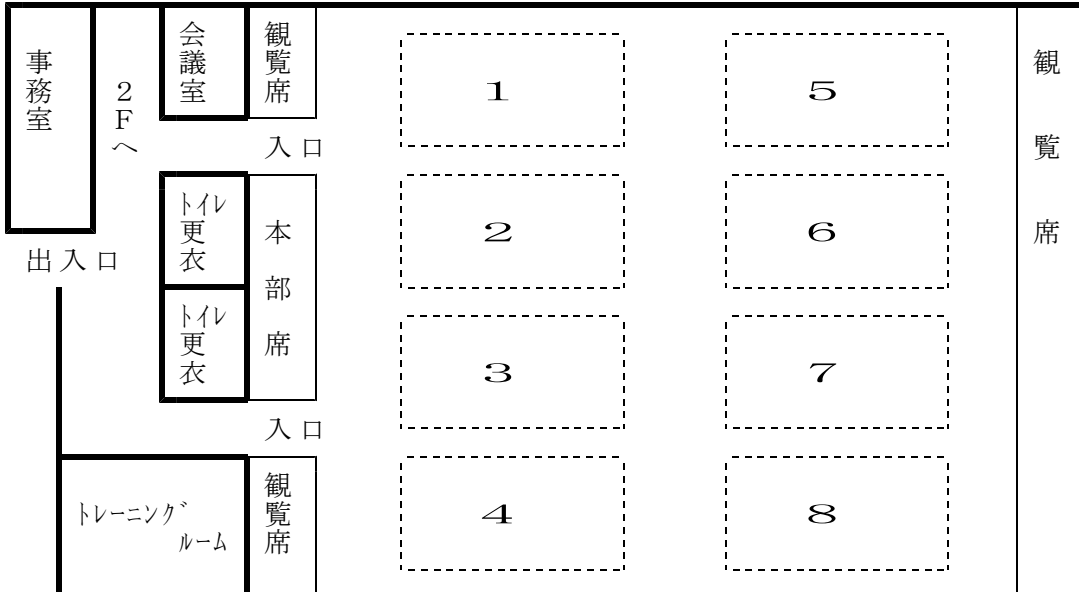 事務室
2Fへ
会議室
観覧席
1
5
観覧席
入口
トイレ
更衣
本部席
2
6
出入口
トイレ
更衣
3
7
入口
トレーニング
ルーム
観覧席
4
8